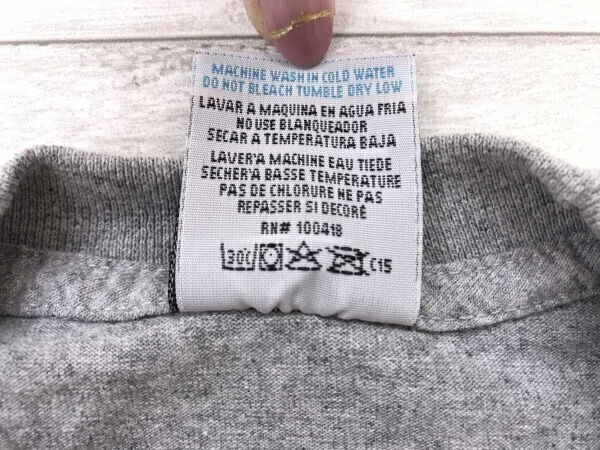 MACHINE WASH IN COLD WATER
DO NOT BLEACH TUMBLE DRY LOW
LAVAR A MAQUINA EN AGUA FRIA
NO USE BLANQUEADOR
SECAR A TEMPERATURA BAJA
LAVER'A MACHINE EAU TIEDE
SECHER'A BASSE TEMPERATURE
PAS DE CHLORURE NE PAS
REPASSER SI DECORÉ
RN# 100418
30C C15